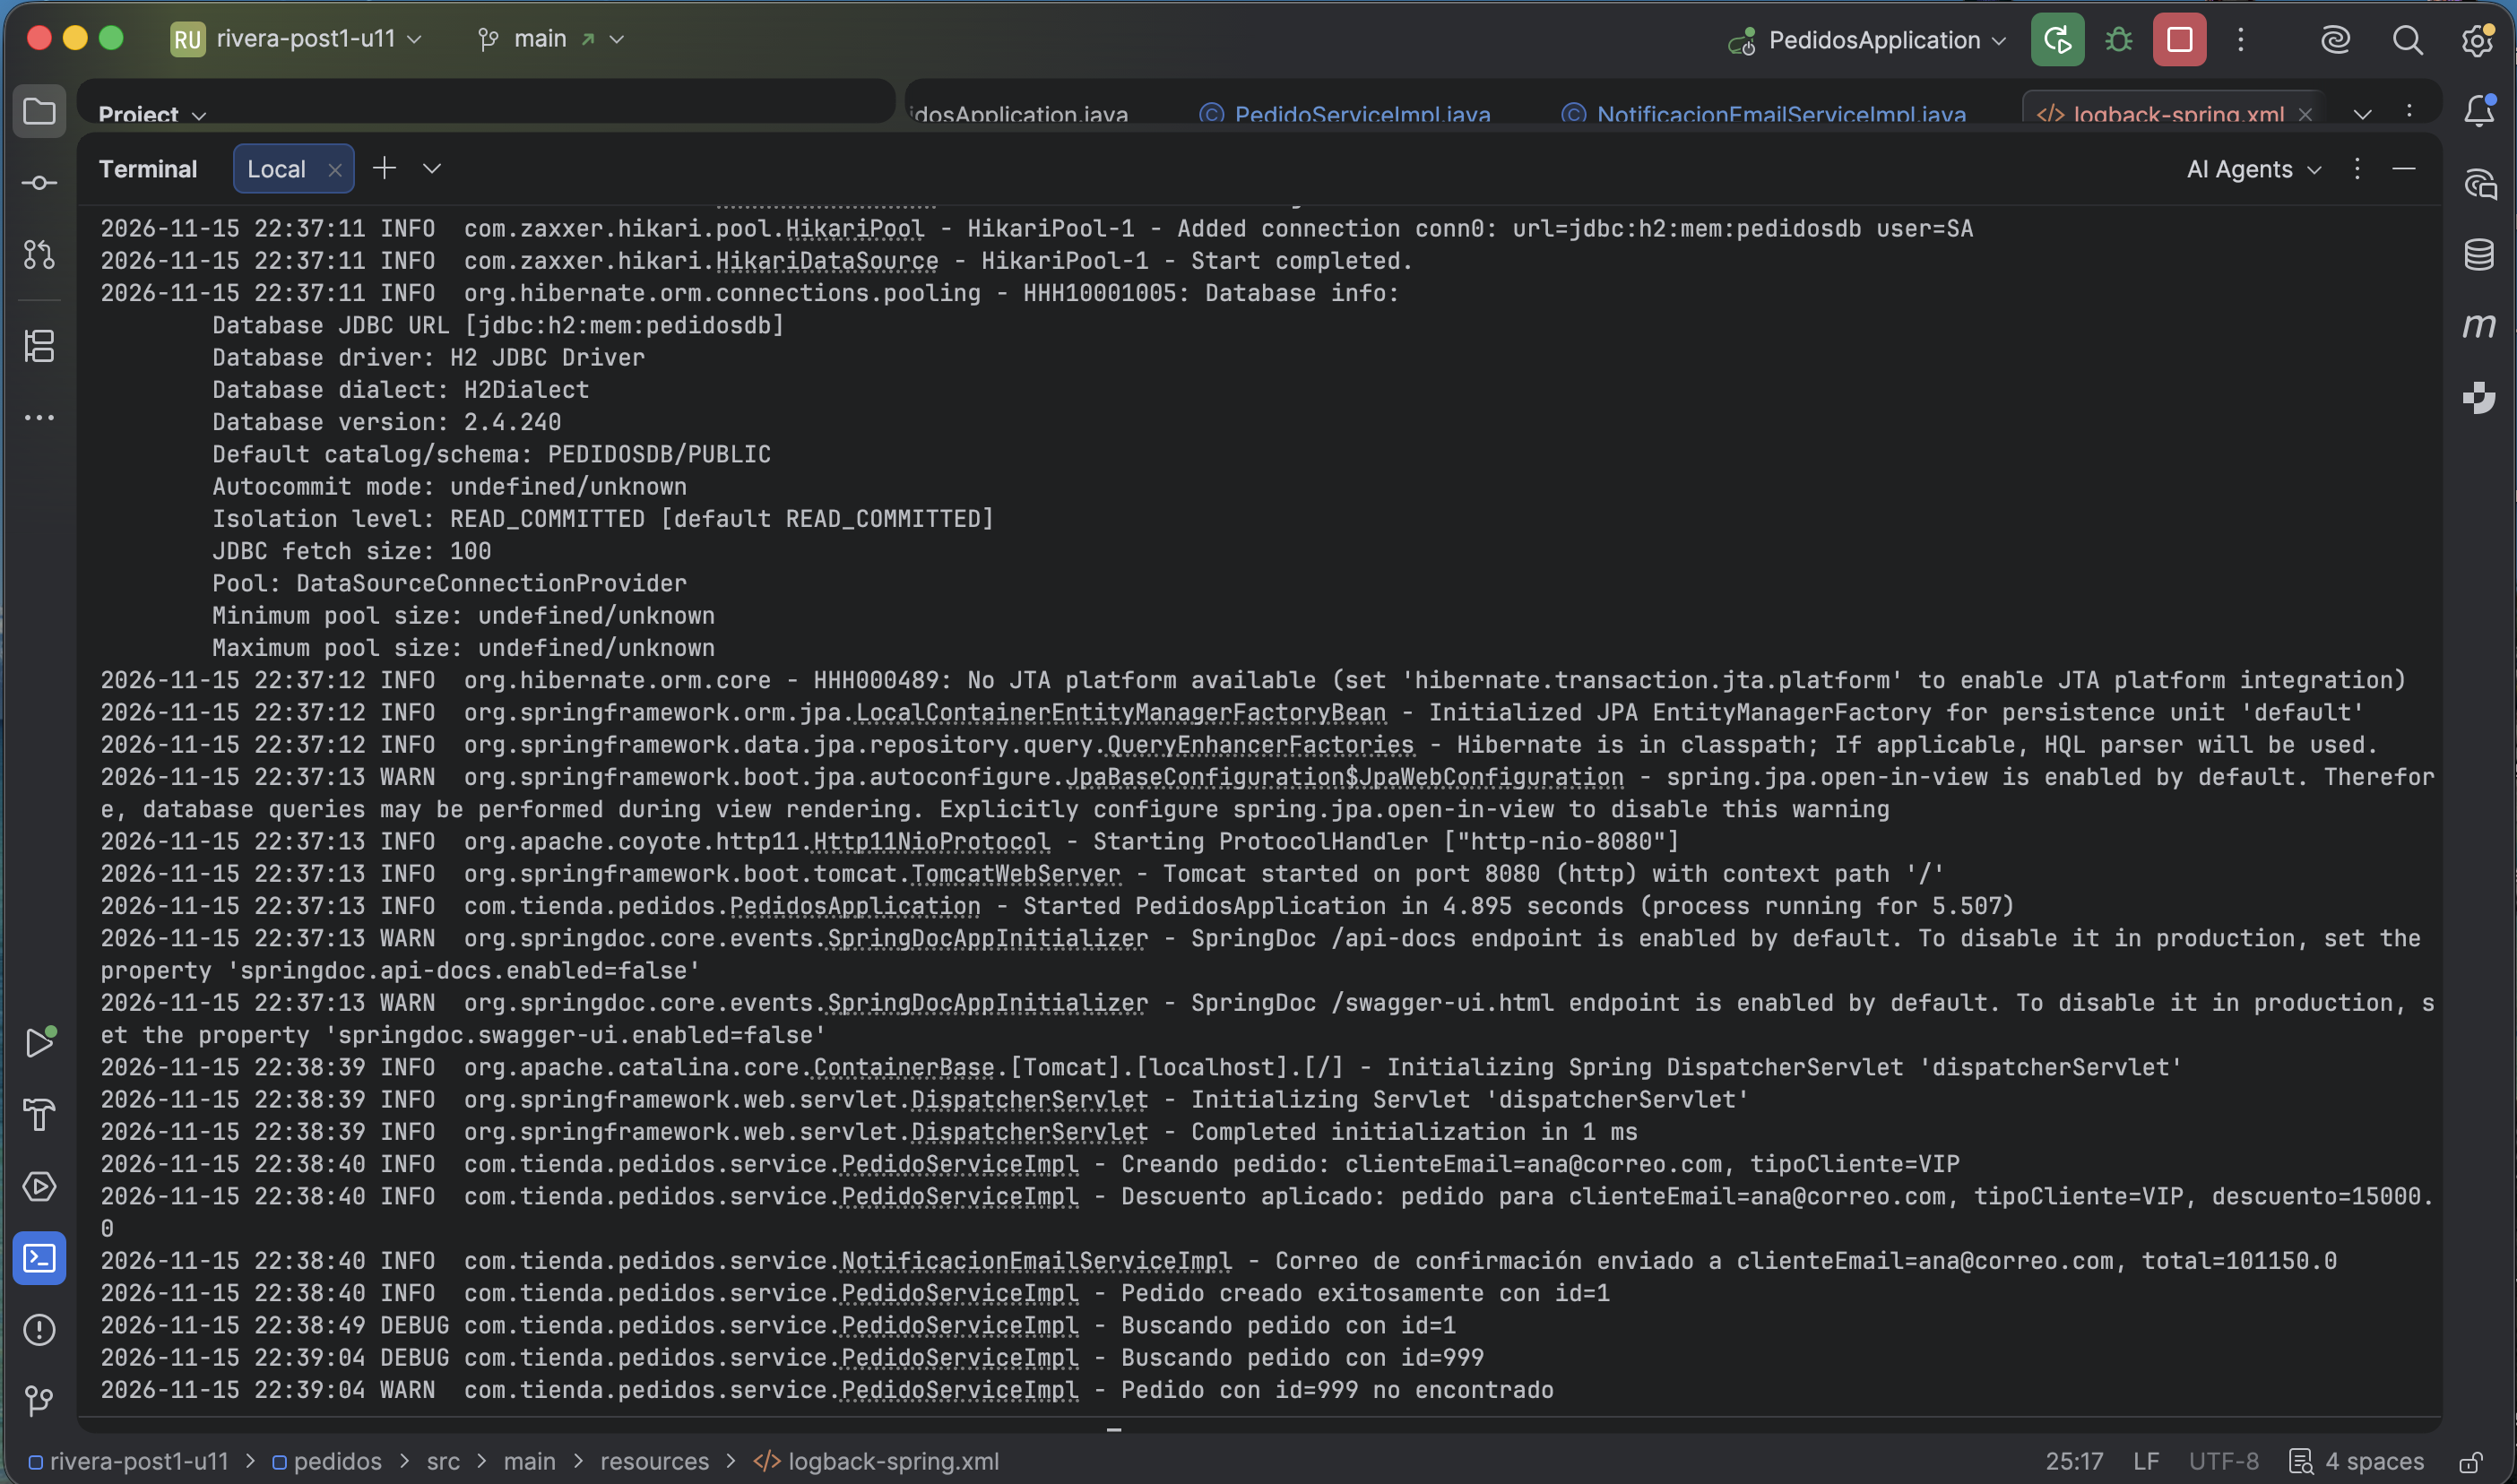 RU rivera-post1-u11 main PedidosApplication
Project dosApplication.java PedidoServiceImpl.java NotificacionEmailServiceImpl.java </> logback-spring.xml
Terminal Local AI Agents
2026-11-15 22:37:11 INFO  com.zaxxer.hikari.pool.HikariPool - HikariPool-1 - Added connection conn0: url=jdbc:h2:mem:pedidosdb user=SA
2026-11-15 22:37:11 INFO  com.zaxxer.hikari.HikariDataSource - HikariPool-1 - Start completed.
2026-11-15 22:37:11 INFO  org.hibernate.orm.connections.pooling - HHH10001005: Database info:
Database JDBC URL [jdbc:h2:mem:pedidosdb]
Database driver: H2 JDBC Driver
Database dialect: H2Dialect
Database version: 2.4.240
Default catalog/schema: PEDIDOSDB/PUBLIC
Autocommit mode: undefined/unknown
Isolation level: READ_COMMITTED [default READ_COMMITTED]
JDBC fetch size: 100
Pool: DataSourceConnectionProvider
Minimum pool size: undefined/unknown
Maximum pool size: undefined/unknown
2026-11-15 22:37:12 INFO  org.hibernate.orm.core - HHH000489: No JTA platform available (set 'hibernate.transaction.jta.platform' to enable JTA platform integration)
2026-11-15 22:37:12 INFO  org.springframework.orm.jpa.LocalContainerEntityManagerFactoryBean - Initialized JPA EntityManagerFactory for persistence unit 'default'
2026-11-15 22:37:12 INFO  org.springframework.data.jpa.repository.query.QueryEnhancerFactories - Hibernate is in classpath; If applicable, HQL parser will be used.
2026-11-15 22:37:13 WARN  org.springframework.boot.jpa.autoconfigure.JpaBaseConfiguration$JpaWebConfiguration - spring.jpa.open-in-view is enabled by default. Therefor
e, database queries may be performed during view rendering. Explicitly configure spring.jpa.open-in-view to disable this warning
2026-11-15 22:37:13 INFO  org.apache.coyote.http11.Http11NioProtocol - Starting ProtocolHandler ["http-nio-8080"]
2026-11-15 22:37:13 INFO  org.springframework.boot.tomcat.TomcatWebServer - Tomcat started on port 8080 (http) with context path '/'
2026-11-15 22:37:13 INFO  com.tienda.pedidos.PedidosApplication - Started PedidosApplication in 4.895 seconds (process running for 5.507)
2026-11-15 22:37:13 WARN  org.springdoc.core.events.SpringDocAppInitializer - SpringDoc /api-docs endpoint is enabled by default. To disable it in production, set the
property 'springdoc.api-docs.enabled=false'
2026-11-15 22:37:13 WARN  org.springdoc.core.events.SpringDocAppInitializer - SpringDoc /swagger-ui.html endpoint is enabled by default. To disable it in production, s
et the property 'springdoc.swagger-ui.enabled=false'
2026-11-15 22:38:39 INFO  org.apache.catalina.core.ContainerBase.[Tomcat].[localhost].[/] - Initializing Spring DispatcherServlet 'dispatcherServlet'
2026-11-15 22:38:39 INFO  org.springframework.web.servlet.DispatcherServlet - Initializing Servlet 'dispatcherServlet'
2026-11-15 22:38:39 INFO  org.springframework.web.servlet.DispatcherServlet - Completed initialization in 1 ms
2026-11-15 22:38:40 INFO  com.tienda.pedidos.service.PedidoServiceImpl - Creando pedido: clienteEmail=ana@correo.com, tipoCliente=VIP
2026-11-15 22:38:40 INFO  com.tienda.pedidos.service.PedidoServiceImpl - Descuento aplicado: pedido para clienteEmail=ana@correo.com, tipoCliente=VIP, descuento=15000.
0
2026-11-15 22:38:40 INFO  com.tienda.pedidos.service.NotificacionEmailServiceImpl - Correo de confirmación enviado a clienteEmail=ana@correo.com, total=101150.0
2026-11-15 22:38:40 INFO  com.tienda.pedidos.service.PedidoServiceImpl - Pedido creado exitosamente con id=1
2026-11-15 22:38:49 DEBUG com.tienda.pedidos.service.PedidoServiceImpl - Buscando pedido con id=1
2026-11-15 22:39:04 DEBUG com.tienda.pedidos.service.PedidoServiceImpl - Buscando pedido con id=999
2026-11-15 22:39:04 WARN  com.tienda.pedidos.service.PedidoServiceImpl - Pedido con id=999 no encontrado
rivera-post1-u11 > pedidos > src > main > resources > </> logback-spring.xml 25:17 LF UTF-8 4 spaces